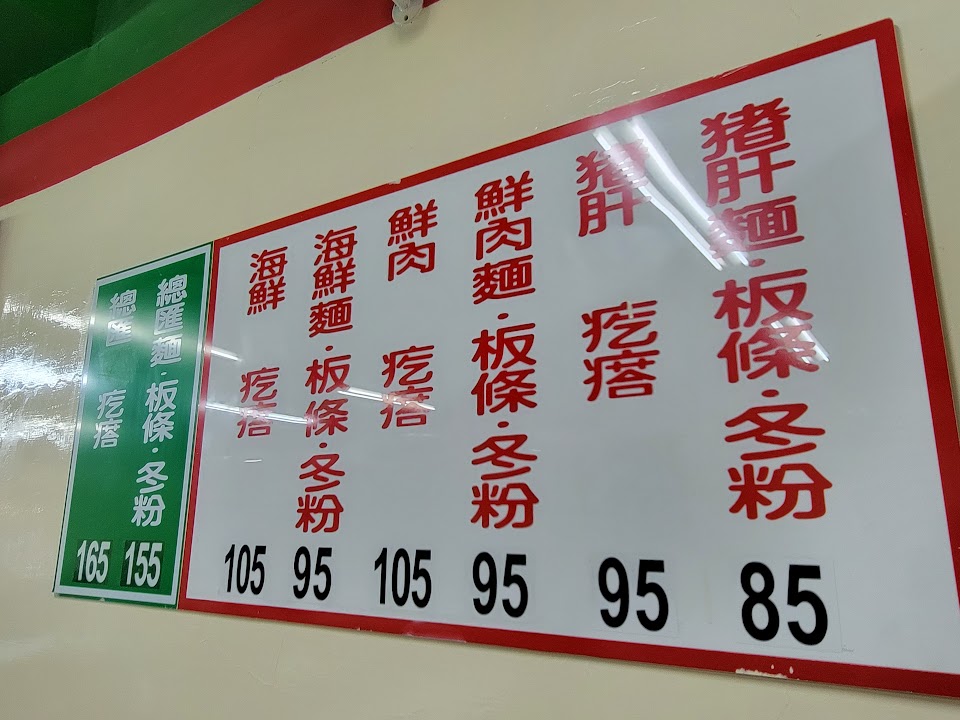 猪肝麵·板條·冬粉 85
猪肝 疙瘩 95
鮮肉麵·板條·冬粉 95
鮮肉 疙瘩 105
海鮮麵·板條·冬粉 95
海鮮 疙瘩 105
總匯麵·板條·冬粉 155
總匯 疙瘩 165